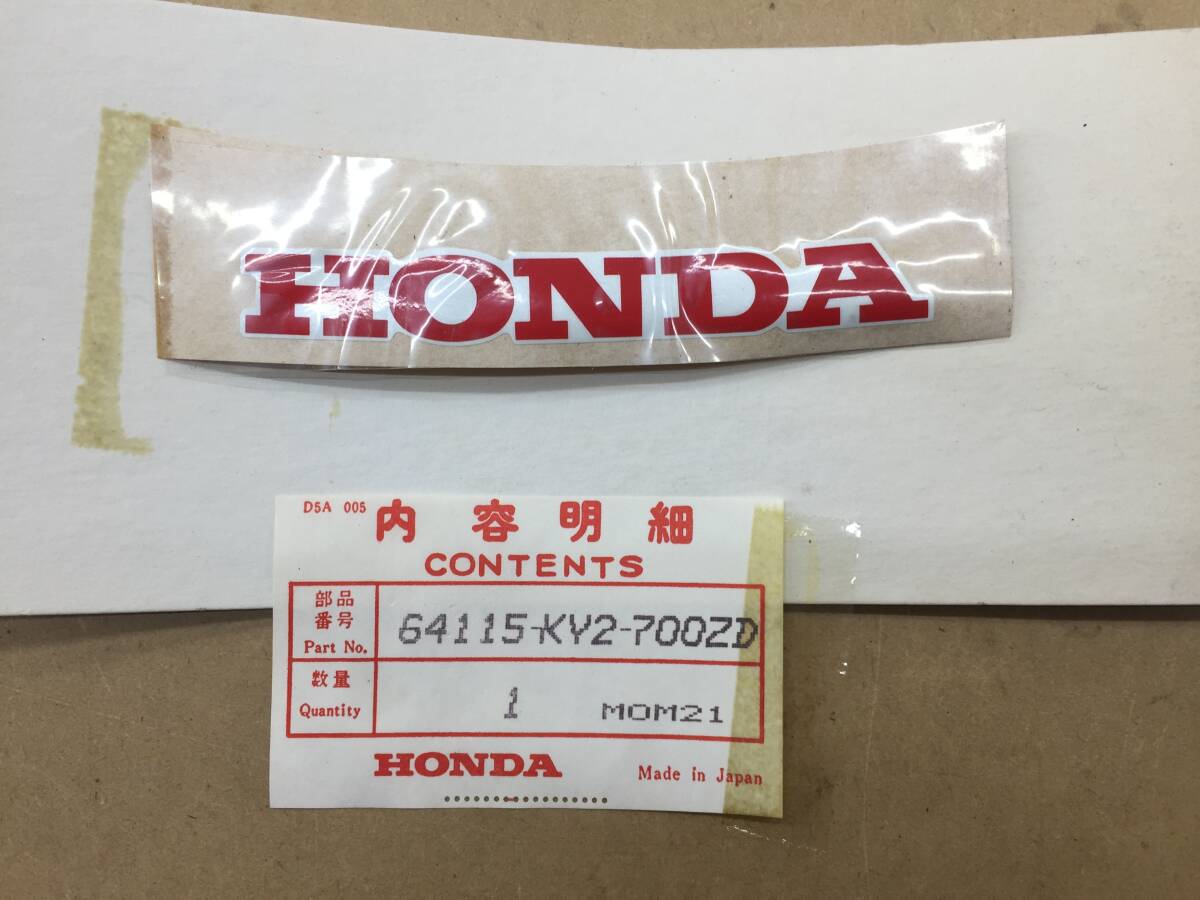 HONDA
D5A 005
内容明細
CONTENTS
部品
番号
Part No.
64115-KV2-700ZD
数量
Quantity
1 MOM21
HONDA
Made in Japan